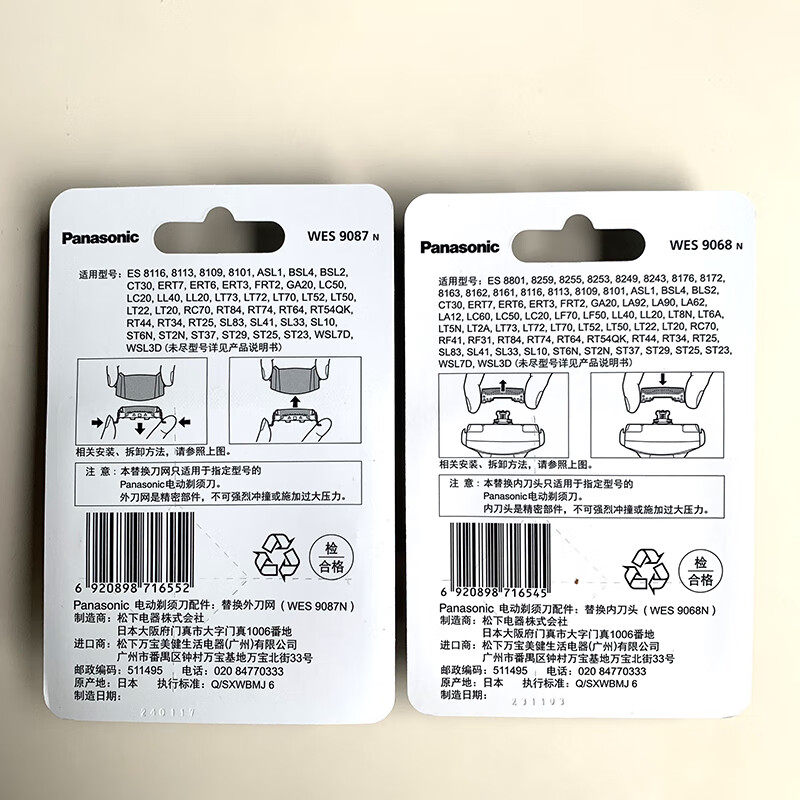 Panasonic
WES 9087 N
适用型号: ES 8116, 8113, 8109, 8101, ASL1, BSL4, BSL2,
CT30, ERT7, ERT6, ERT3, FRT2, GA20, LC50,
LC20, LL40, LL20, LT73, LT72, LT70, LT52, LT50,
LT22, LT20, RC70, RT84, RT74, RT64, RT54QK,
RT44, RT34, RT25, SL83, SL41, SL33, SL10,
ST6N, ST2N, ST37, ST29, ST25, ST23, WSL7D,
WSL3D (未尽型号详见产品说明书)
相关安装、拆卸方法，请参照上图。
注 意: 本替换刀网只适用于指定型号的
Panasonic电动剃须刀。
外刀网是精密部件，不可强烈冲撞或施加过大压力。
6 920898 716552
检
合格
Panasonic 电动剃须刀配件: 替换外刀网 (WES 9087N)
制造商: 松下电器株式会社
日本大阪府门真市大字门真1006番地
进口商: 松下万宝美健生活电器(广州)有限公司
广州市番禺区钟村万宝基地万宝北街33号
邮政编码: 511495 电话: 020 84770333
原产地: 日本 执行标准: Q/SXWBMJ 6
制造日期:
240117
Panasonic
WES 9068 N
适用型号: ES 8801, 8259, 8255, 8253, 8249, 8243, 8176, 8172,
8163, 8162, 8161, 8116, 8113, 8109, 8101, ASL1, BSL4, BLS2,
CT30, ERT7, ERT6, ERT3, FRT2, GA20, LA92, LA90, LA62,
LA12, LC60, LC50, LC20, LF70, LF50, LL40, LL20, LT8N, LT6A,
LT5N, LT2A, LT73, LT72, LT70, LT52, LT50, LT22, LT20, RC70,
RF41, RF31, RT84, RT74, RT64, RT54QK, RT44, RT34, RT25,
SL83, SL41, SL33, SL10, ST6N, ST2N, ST37, ST29, ST25, ST23,
WSL7D, WSL3D (未尽型号详见产品说明书)
相关安装、拆卸方法，请参照上图。
注 意: 本替换内刀头只适用于指定型号的
Panasonic电动剃须刀。
内刀头是精密部件，不可强烈冲撞或施加过大压力。
6 920898 716545
检
合格
Panasonic 电动剃须刀配件: 替换内刀头 (WES 9068N)
制造商: 松下电器株式会社
日本大阪府门真市大字门真1006番地
进口商: 松下万宝美健生活电器(广州)有限公司
广州市番禺区钟村万宝基地万宝北街33号
邮政编码: 511495 电话: 020 84770333
原产地: 日本 执行标准: Q/SXWBMJ 6
制造日期:
231103